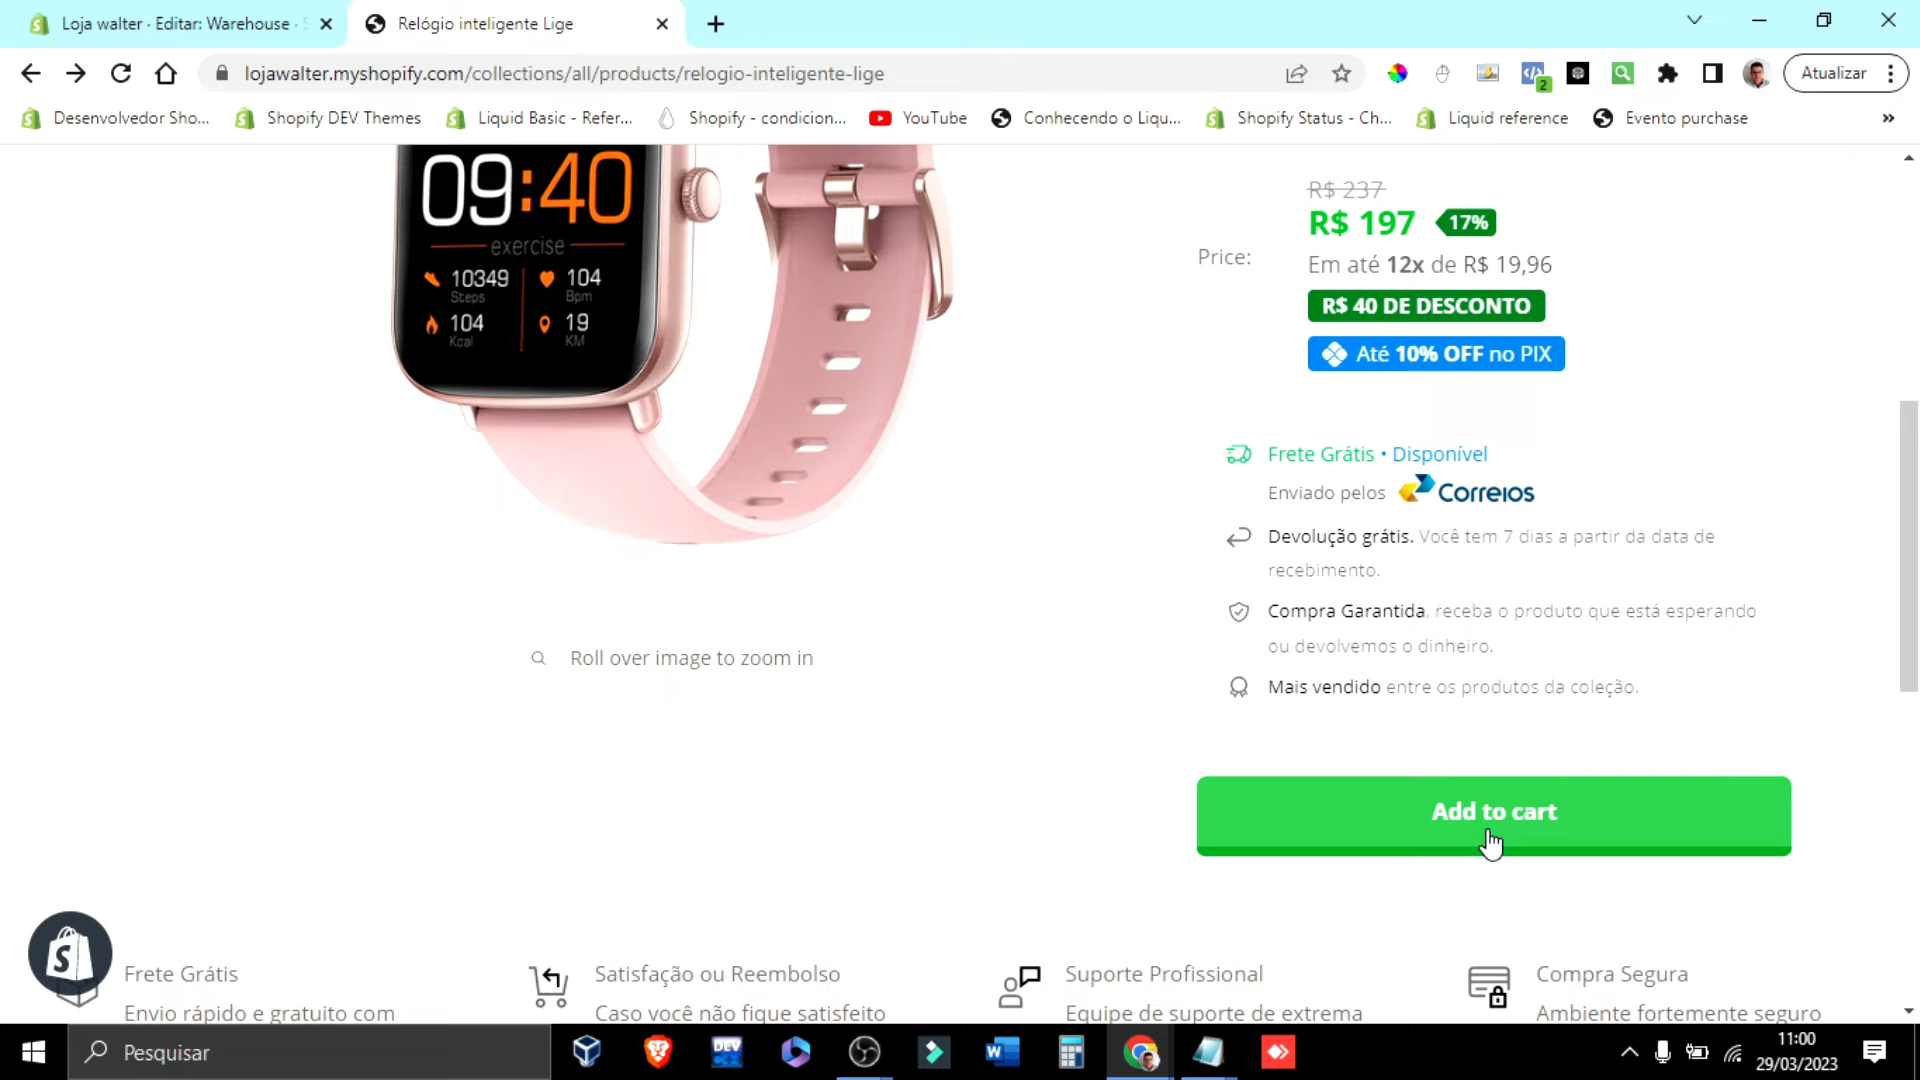 Loja walter · Editar: Warehouse ·
Relógio inteligente Lige
lojawalter.myshopify.com/collections/all/products/relogio-inteligente-lige
Atualizar
2
Desenvolvedor Sho...
Shopify DEV Themes
Liquid Basic - Refer...
Shopify - condicion...
YouTube
Conhecendo o Liqu...
Shopify Status - Ch...
Liquid reference
Evento purchase
»
09:40
exercise
10349
Steps
104
Bpm
104
Kcal
19
KM
Roll over image to zoom in
R$ 237
R$ 197 17%
Price:
Em até 12x de R$ 19,96
R$ 40 DE DESCONTO
Até 10% OFF no PIX
Frete Grátis • Disponível
Enviado pelos Correios
Devolução grátis. Você tem 7 dias a partir da data de
recebimento.
Compra Garantida, receba o produto que está esperando
ou devolvemos o dinheiro.
Mais vendido entre os produtos da coleção.
Add to cart
Frete Grátis
Envio rápido e gratuito com
Satisfação ou Reembolso
Caso você não fique satisfeito
Suporte Profissional
Equipe de suporte de extrema
Compra Segura
Ambiente fortemente seguro
Pesquisar
DEV
C++
W
11:00
29/03/2023